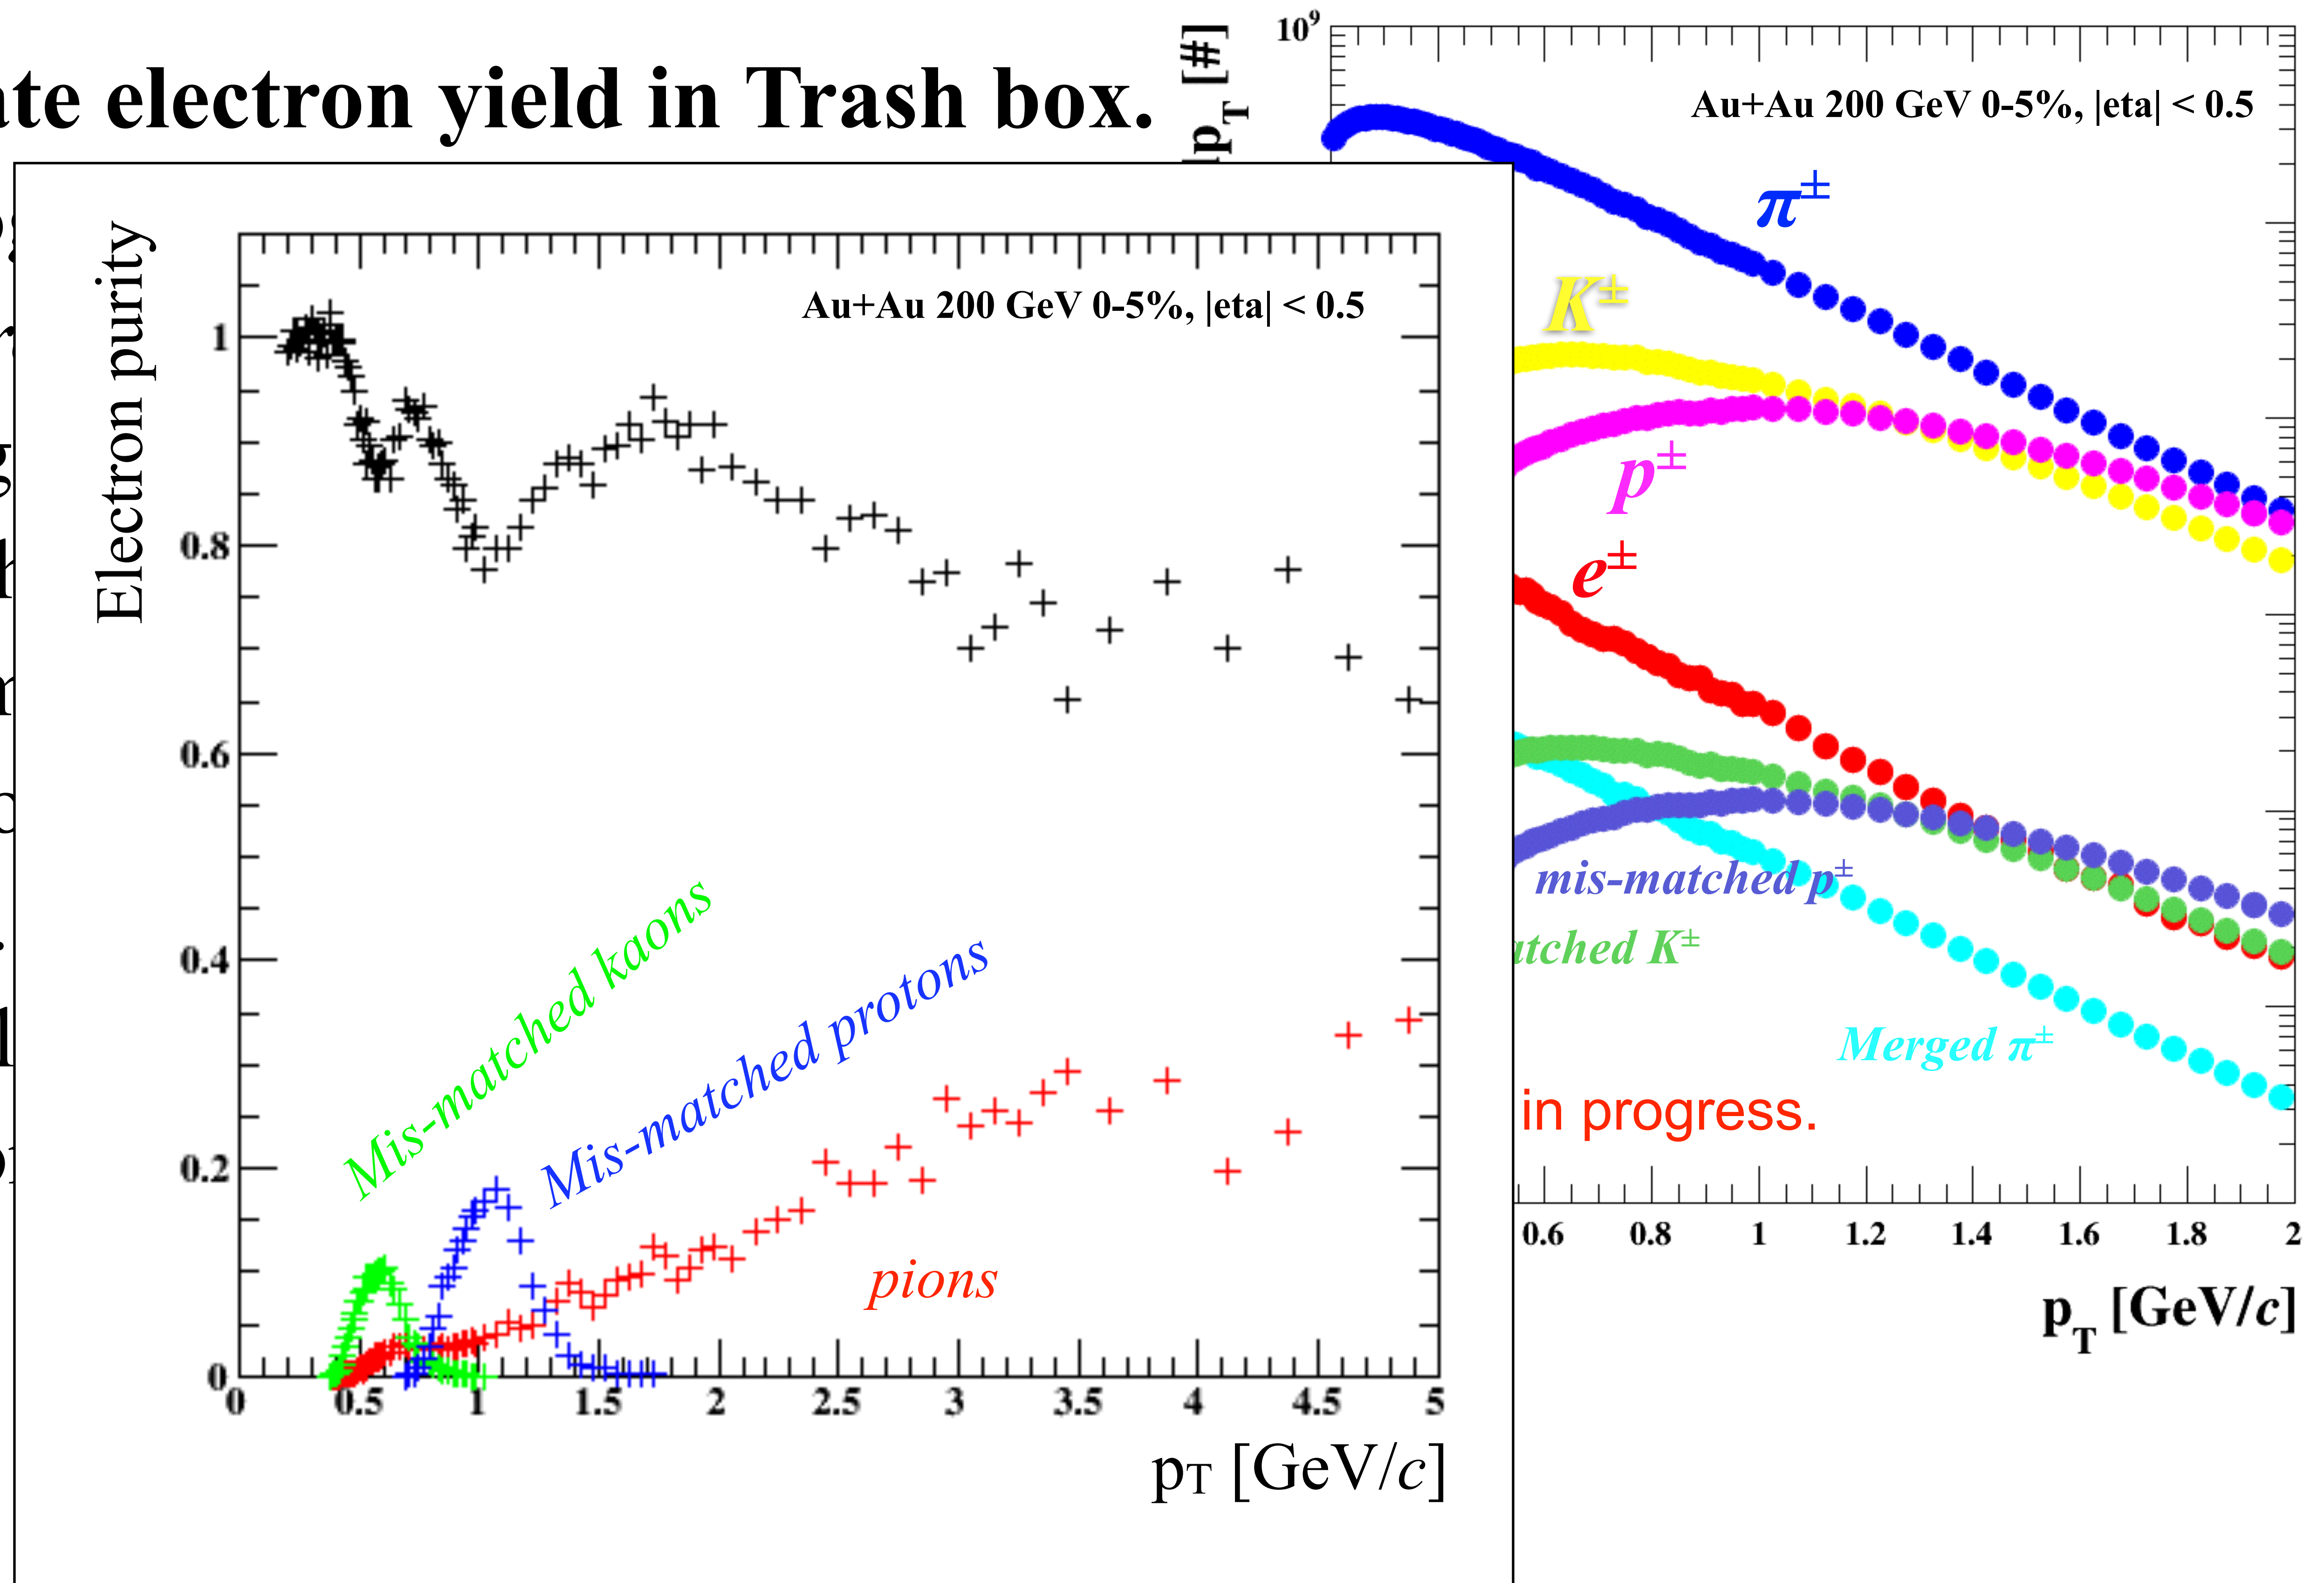 electron yield in Trash box.
Electron purity
Au+Au 200 GeV 0-5%, |eta| < 0.5
1
0.8
0.6
0.4
0.2
0
Mis-matched kaons
Mis-matched protons
pions
0 0.5 1 1.5 2 2.5 3 3.5 4 4.5 5
pT [GeV/c]
10⁹
pT [#]
Au+Au 200 GeV 0-5%, |eta| < 0.5
π±
K±
p±
e±
mis-matched p±
K±
Merged π±
in progress.
0.6 0.8 1 1.2 1.4 1.6 1.8 2
pT [GeV/c]